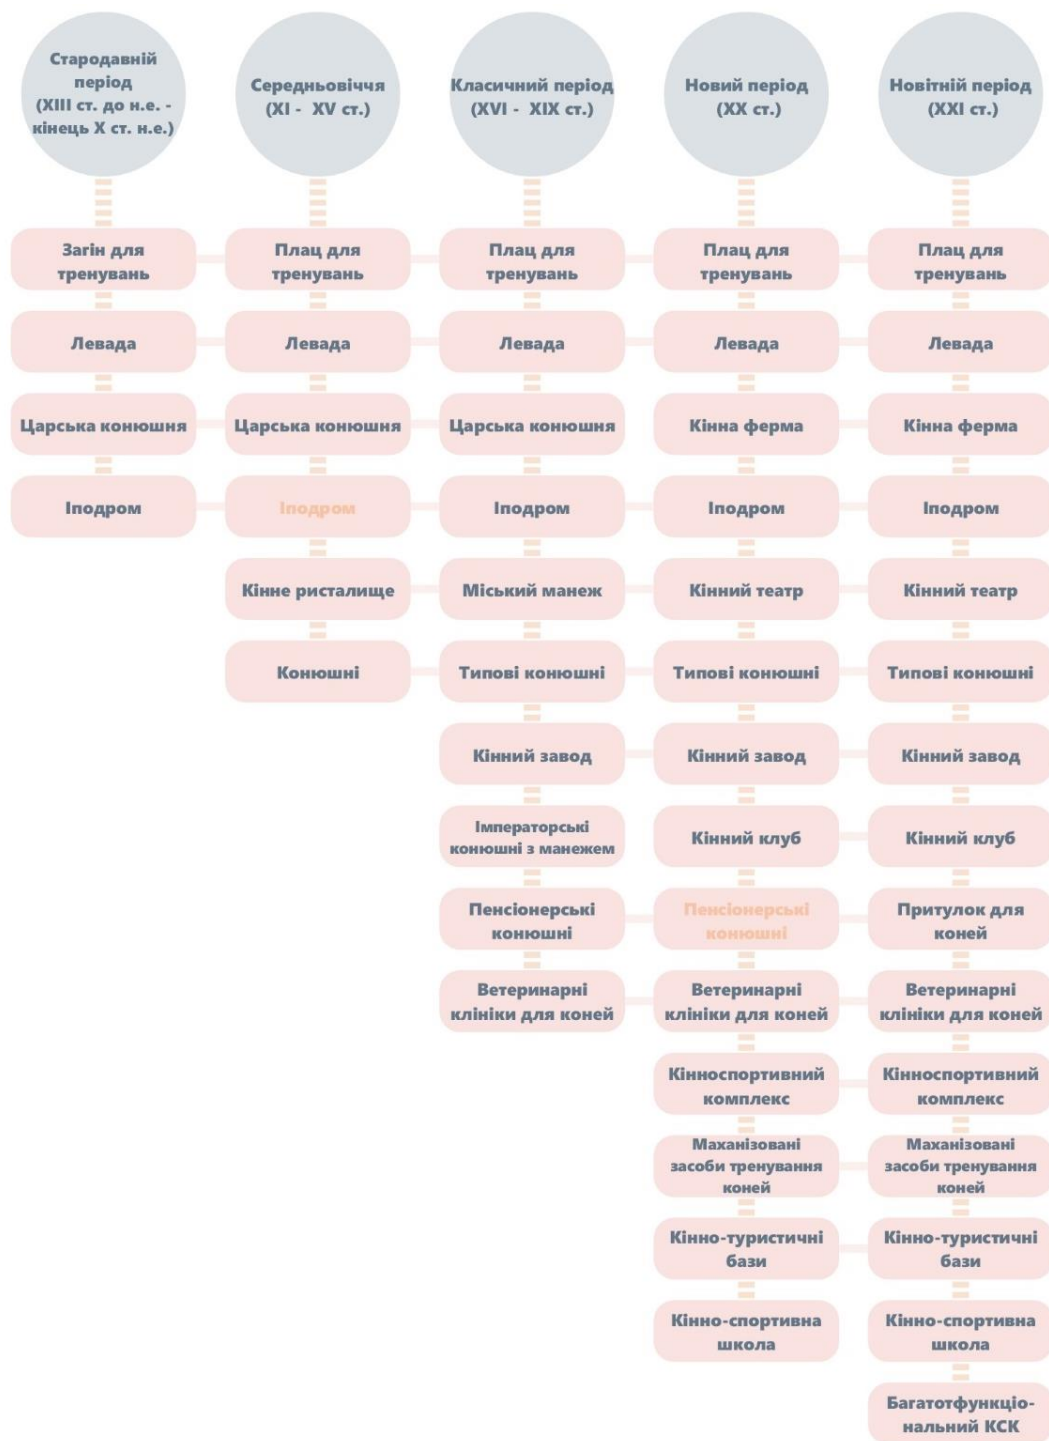 Стародавній
період
(XIII ст. до н.е. -
кінець X ст. н.е.)
Середньовіччя
(XI - XV ст.)
Класичний період
(XVI - XIX ст.)
Новий період
(XX ст.)
Новітній період
(XXI ст.)
Загін для
тренувань
Плац для
тренувань
Плац для
тренувань
Плац для
тренувань
Плац для
тренувань
Левада
Левада
Левада
Левада
Левада
Царська конюшня
Царська конюшня
Царська конюшня
Кінна ферма
Кінна ферма
Іподром
Іподром
Іподром
Іподром
Іподром
Кінне ристалище
Міський манеж
Кінний театр
Кінний театр
Конюшні
Типові конюшні
Типові конюшні
Типові конюшні
Кінний завод
Кінний завод
Кінний завод
Імператорські
конюшні з манежем
Кінний клуб
Кінний клуб
Пенсіонерські
конюшні
Пенсіонерські
конюшні
Притулок для
коней
Ветеринарні
клініки для коней
Ветеринарні
клініки для коней
Ветеринарні
клініки для коней
Кінноспортивний
комплекс
Кінноспортивний
комплекс
Маханізовані
засоби тренування
коней
Маханізовані
засоби тренування
коней
Кінно-туристичні
бази
Кінно-туристичні
бази
Кінно-спортивна
школа
Кінно-спортивна
школа
Багатотфункціо-
нальний КСК